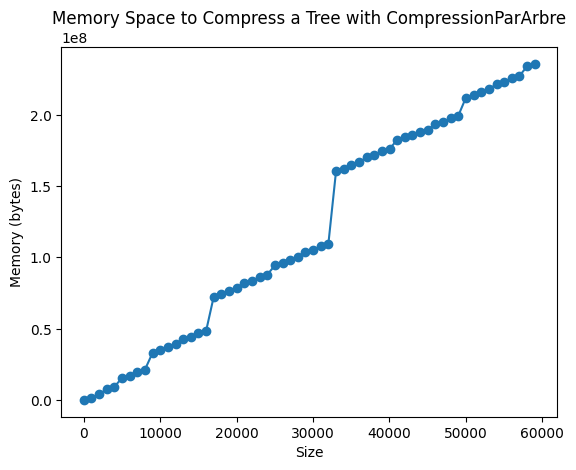 Memory Space to Compress a Tree with CompressionParArbre
1e8
2.0
1.5
1.0
0.5
0.0
Memory (bytes)
0 10000 20000 30000 40000 50000 60000
Size